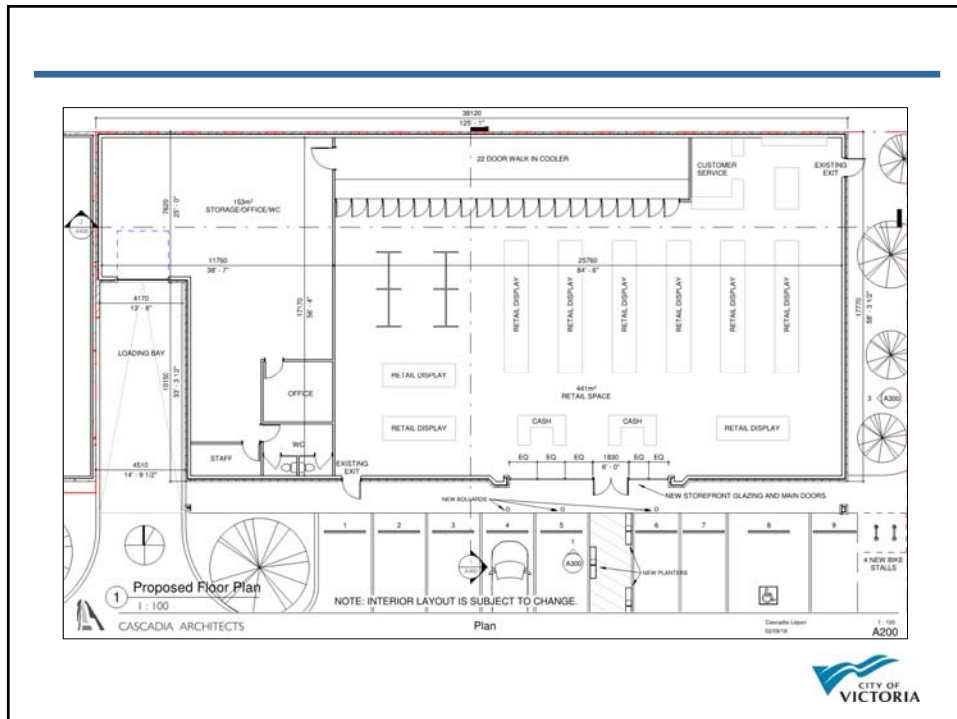 38120
125' - 1"
22 DOOR WALK IN COOLER
CUSTOMER
SERVICE
EXISTING
EXIT
153m²
STORAGE/OFFICE/WC
7620
25' - 0"
A400
11760
38' - 7"
25760
84' - 6"
17170
56' - 4"
17770
58' - 3 1/2"
4170
13' - 8"
LOADING BAY
10150
33' - 3 1/2"
RETAIL DISPLAY
RETAIL DISPLAY
RETAIL DISPLAY
RETAIL DISPLAY
RETAIL DISPLAY
RETAIL DISPLAY
RETAIL DISPLAY
OFFICE
441m²
RETAIL SPACE
3
A300
RETAIL DISPLAY
CASH
CASH
RETAIL DISPLAY
STAFF
WC
EXISTING
EXIT
EQ
EQ
EQ
1830
6' - 0"
EQ
EQ
4510
14' - 9 1/2"
NEW BOLLARDS
NEW STOREFRONT GLAZING AND MAIN DOORS
1
2
3
4
5
6
7
8
9
1
A300
A400
NEW PLANTERS
4 NEW BIKE
STALLS
1
Proposed Floor Plan
1 : 100
NOTE: INTERIOR LAYOUT IS SUBJECT TO CHANGE.
CASCADIA ARCHITECTS
Plan
Cascadia Liquor
1 : 100
A200
CITY OF
VICTORIA